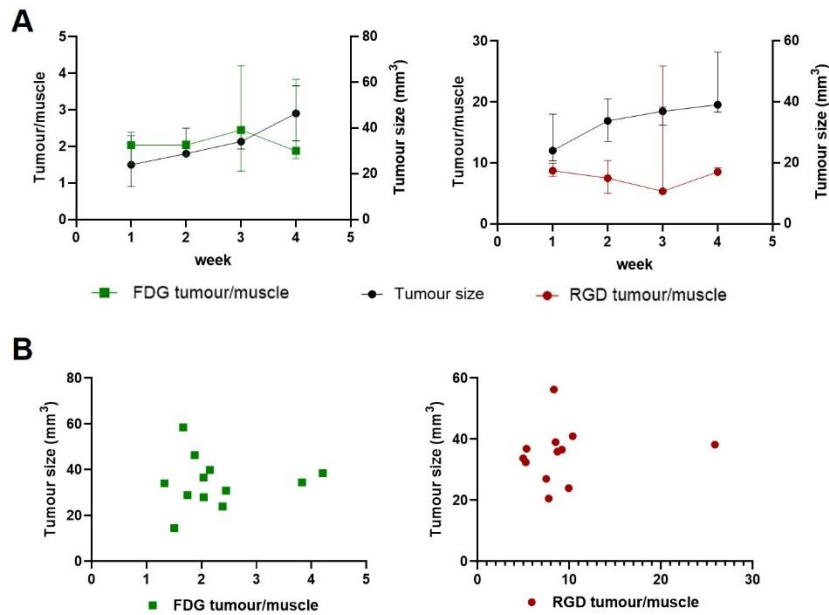 A
Tumour/muscle
5
4
3
2
1
0
0 1 2 3 4 5
week
80
60
40
20
0
Tumour size (mm³)
Tumour/muscle
30
20
10
0
0 1 2 3 4 5
week
60
40
20
0
Tumour size (mm³)
FDG tumour/muscle
Tumour size
RGD tumour/muscle
B
Tumour size (mm³)
80
60
40
20
0
0 1 2 3 4 5
FDG tumour/muscle
Tumour size (mm³)
60
40
20
0
0 10 20 30
RGD tumour/muscle